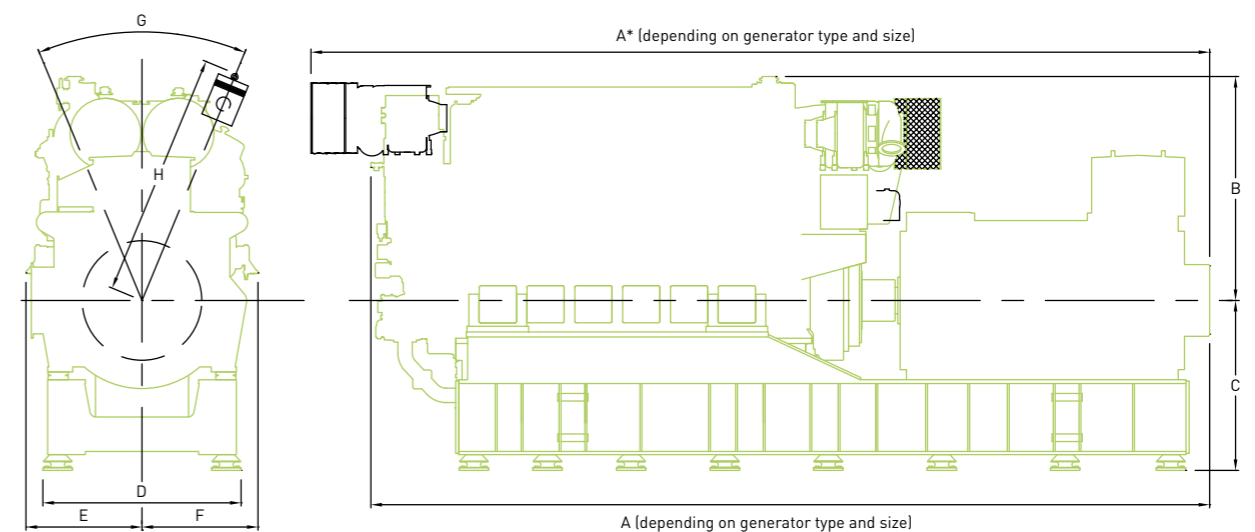 G
A* (depending on generator type and size)
H
B
C
D
E
F
A (depending on generator type and size)